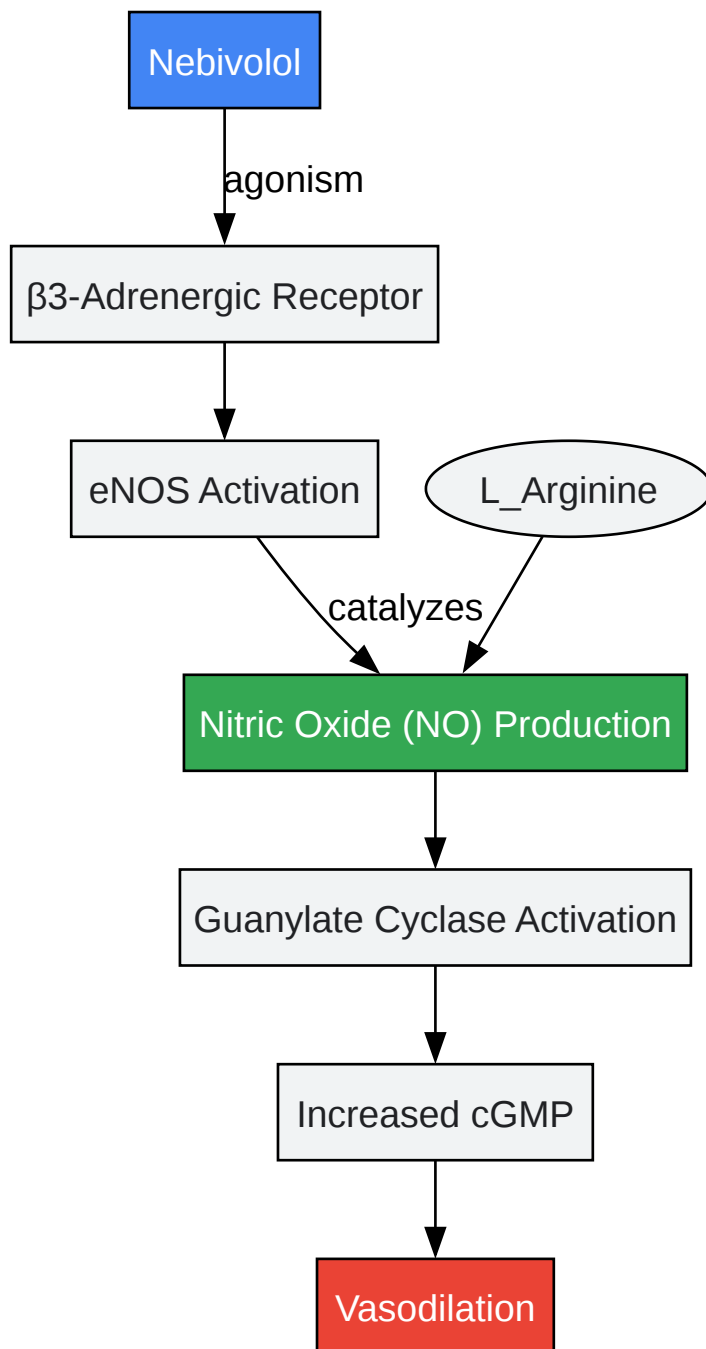 Nebivolol
agonism
β3-Adrenergic Receptor
eNOS Activation
L_Arginine
catalyzes
Nitric Oxide (NO) Production
Guanylate Cyclase Activation
Increased cGMP
Vasodilation